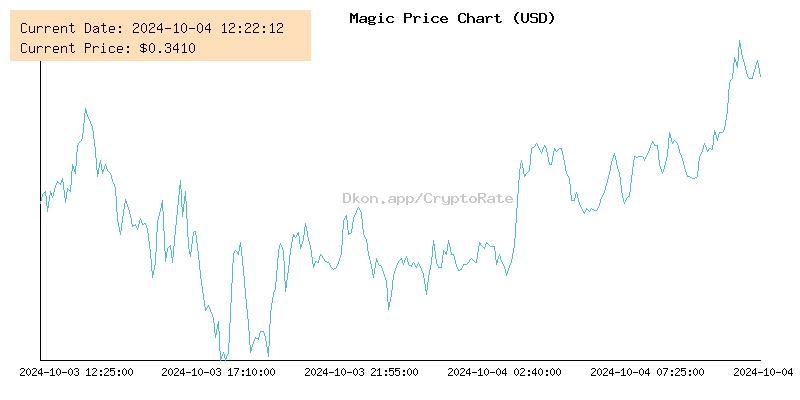 Magic Price Chart (USD)
Current Date: 2024-10-04 12:22:12
Current Price: $0.3410
Dkon.app/CryptoRate
2024-10-03 12:25:00 2024-10-03 17:10:00 2024-10-03 21:55:00 2024-10-04 02:40:00 2024-10-04 07:25:00 2024-10-04